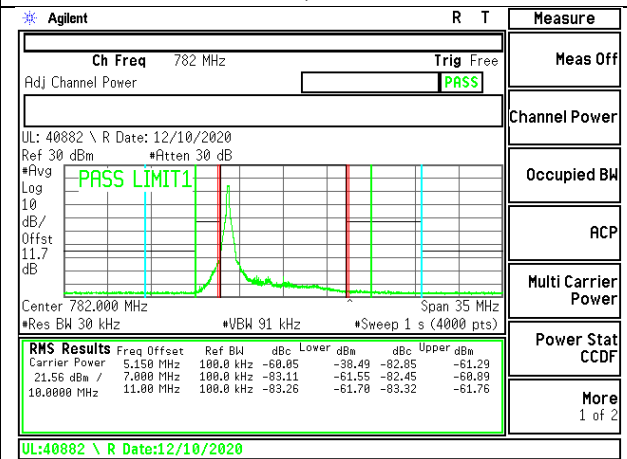 Agilent R T Measure
Ch Freq 782 MHz Trig Free
Meas Off
Adj Channel Power PASS
Channel Power
UL: 40882 \ R Date: 12/10/2020
Ref 30 dBm #Atten 30 dB
#Avg
PASS LIMIT1
Occupied BW
Log
10
dB/
ACP
Offst
11.7
dB
Multi Carrier
Power
Center 782.000 MHz ^ Span 35 MHz
#Res BW 30 kHz #VBW 91 kHz #Sweep 1 s (4000 pts)
Power Stat
CCDF
RMS Results Freq Offset Ref BW dBc Lower dBm dBc Upper dBm
Carrier Power 5.150 MHz 100.0 kHz -60.05 -38.49 -82.85 -61.29
21.56 dBm / 7.000 MHz 100.0 kHz -83.11 -61.55 -82.45 -60.89
10.0000 MHz 11.00 MHz 100.0 kHz -83.26 -61.70 -83.32 -61.76
More
1 of 2
UL:40882 \ R Date:12/10/2020